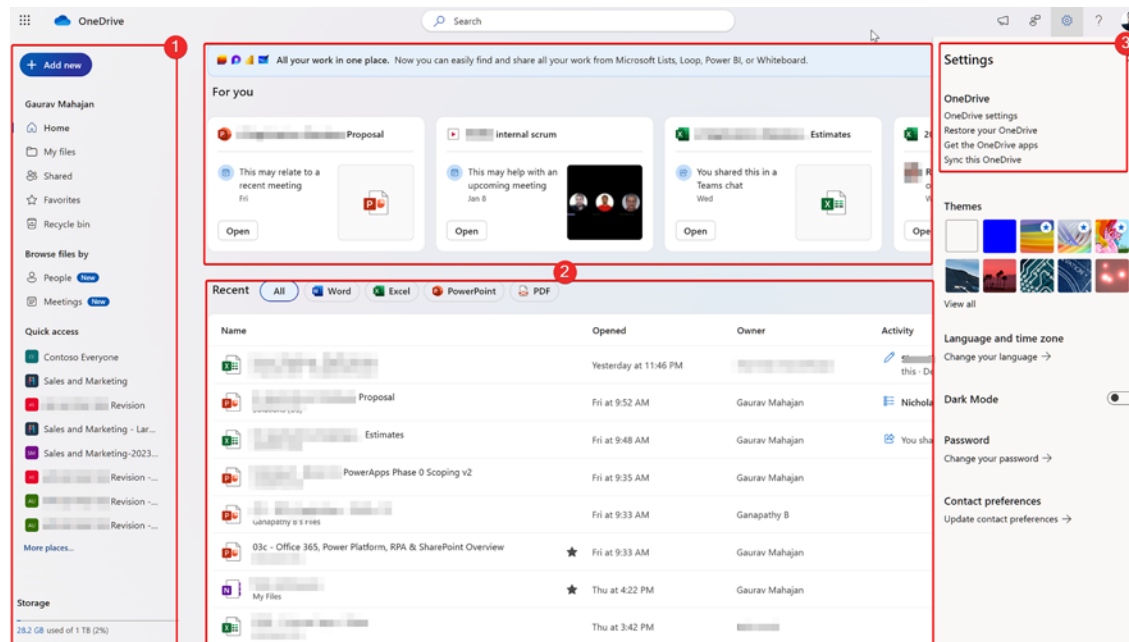 OneDrive
Search
?
1
Add new
Gaurav Mahajan
Home
My files
Shared
Favorites
Recycle bin
Browse files by
People New
Meetings New
Quick access
Contoso Everyone
Sales and Marketing
Revision
Sales and Marketing - Lar...
Sales and Marketing-2023...
Revision -...
Revision -...
Revision -...
More places...
Storage
28.2 GB used of 1 TB (2%)
All your work in one place. Now you can easily find and share all your work from Microsoft Lists, Loop, Power BI, or Whiteboard.
For you
Proposal
This may relate to a
recent meeting
Fri
Open
internal scrum
This may help with an
upcoming meeting
Jan 8
Open
Estimates
You shared this in a
Teams chat
Wed
Open
2
Recent All Word Excel PowerPoint PDF
Name Opened Owner Activity
Yesterday at 11:46 PM
this - De
Proposal Fri at 9:52 AM Gaurav Mahajan Nichola
Estimates Fri at 9:48 AM Gaurav Mahajan You sha
PowerApps Phase 0 Scoping v2 Fri at 9:35 AM Gaurav Mahajan
Fri at 9:33 AM Ganapathy B
Ganapathy B's Files
03c - Office 365, Power Platform, RPA & SharePoint Overview Fri at 9:33 AM Gaurav Mahajan
Thu at 4:22 PM Gaurav Mahajan
My Files
Thu at 3:42 PM
3
Settings
OneDrive
OneDrive settings
Restore your OneDrive
Get the OneDrive apps
Sync this OneDrive
Themes
View all
Language and time zone
Change your language →
Dark Mode
Password
Change your password →
Contact preferences
Update contact preferences →